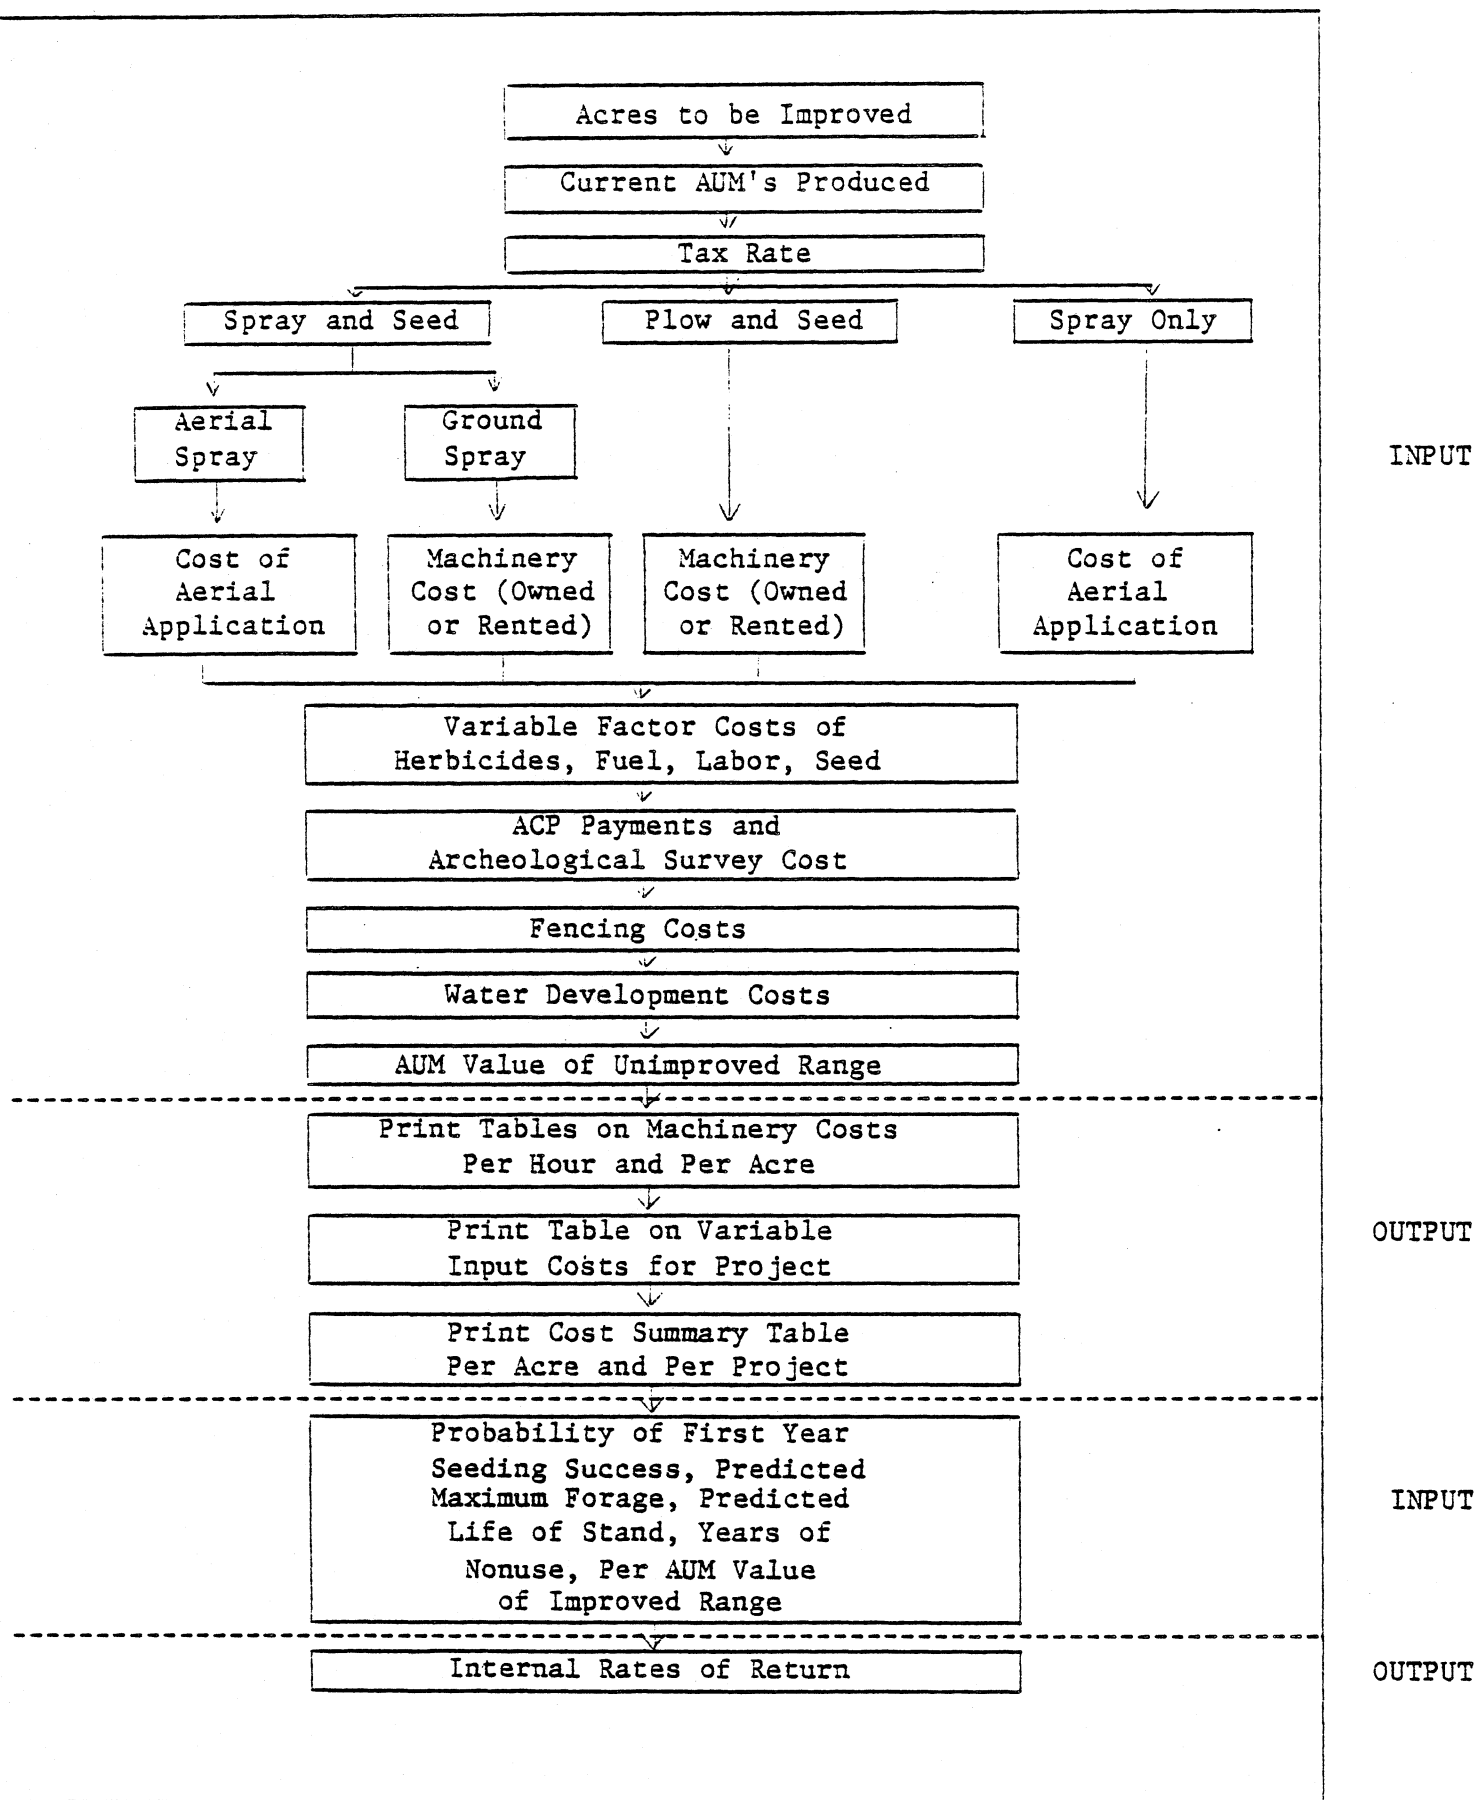 Acres to be Improved
Current AUM's Produced
Tax Rate
Spray and Seed
Plow and Seed
Spray Only
Aerial
Spray
Ground
Spray
INPUT
Cost of
Aerial
Application
Machinery
Cost (Owned
or Rented)
Machinery
Cost (Owned
or Rented)
Cost of
Aerial
Application
Variable Factor Costs of
Herbicides, Fuel, Labor, Seed
ACP Payments and
Archeological Survey Cost
Fencing Costs
Water Development Costs
AUM Value of Unimproved Range
Print Tables on Machinery Costs
Per Hour and Per Acre
Print Table on Variable
Input Costs for Project
OUTPUT
Print Cost Summary Table
Per Acre and Per Project
Probability of First Year
Seeding Success, Predicted
Maximum Forage, Predicted
Life of Stand, Years of
Nonuse, Per AUM Value
of Improved Range
INPUT
Internal Rates of Return
OUTPUT